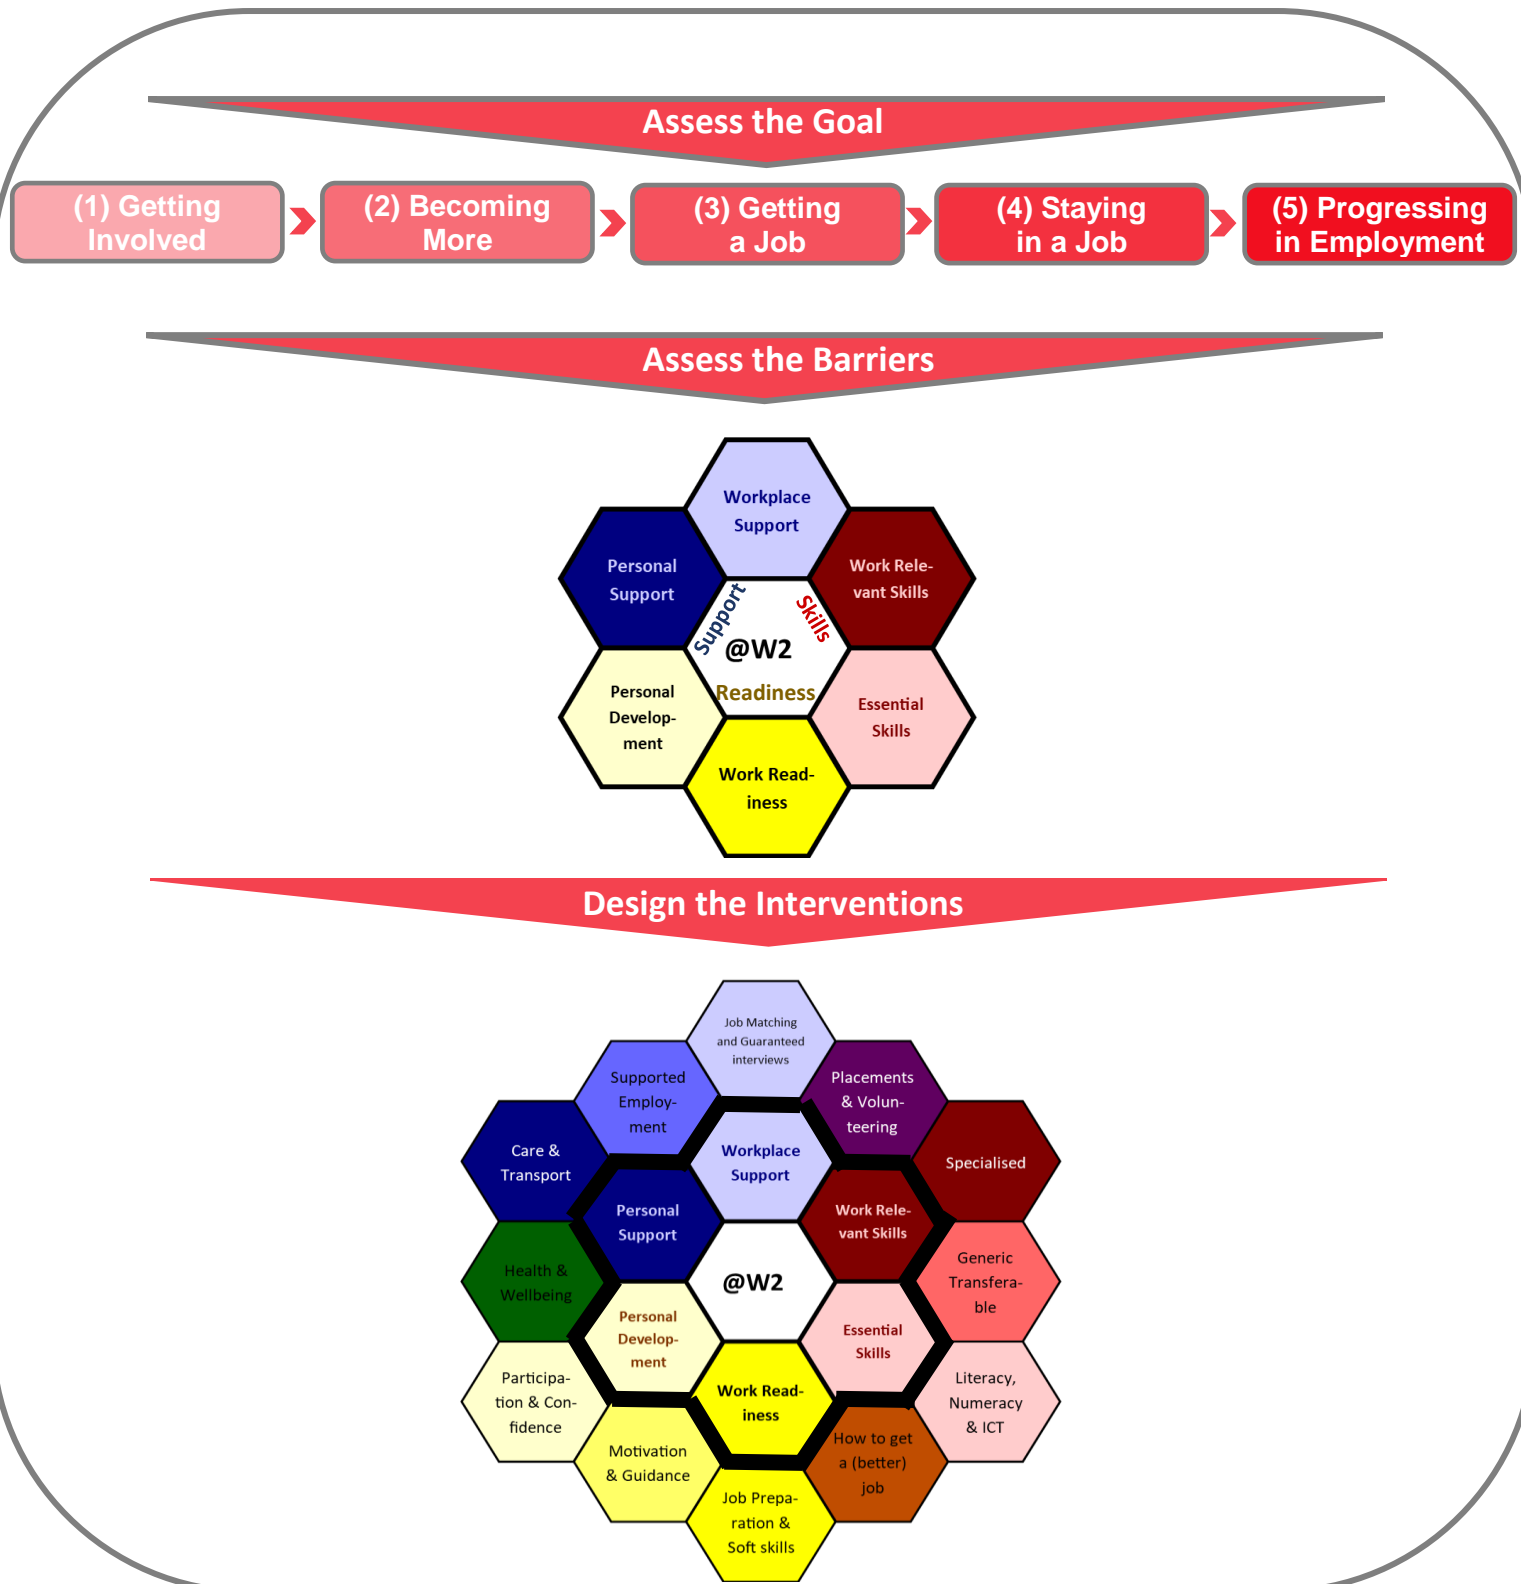 Assess the Goal
(1) Getting
Involved
(2) Becoming
More
(3) Getting
a Job
(4) Staying
in a Job
(5) Progressing
in Employment
Assess the Barriers
Workplace
Support
Personal
Support
Work Rele-
vant Skills
Support
Skills
@W2
Readiness
Personal
Develop-
ment
Essential
Skills
Work Read-
iness
Design the Interventions
Job Matching
and Guaranteed
interviews
Supported
Employ-
ment
Placements
& Volun-
teering
Care &
Transport
Workplace
Support
Specialised
Personal
Support
Work Rele-
vant Skills
Health &
Wellbeing
@W2
Generic
Transfera-
ble
Personal
Develop-
ment
Essential
Skills
Participa-
tion & Con-
fidence
Work Read-
iness
Literacy,
Numeracy
& ICT
Motivation
& Guidance
How to get
a (better)
job
Job Prepa-
ration &
Soft skills